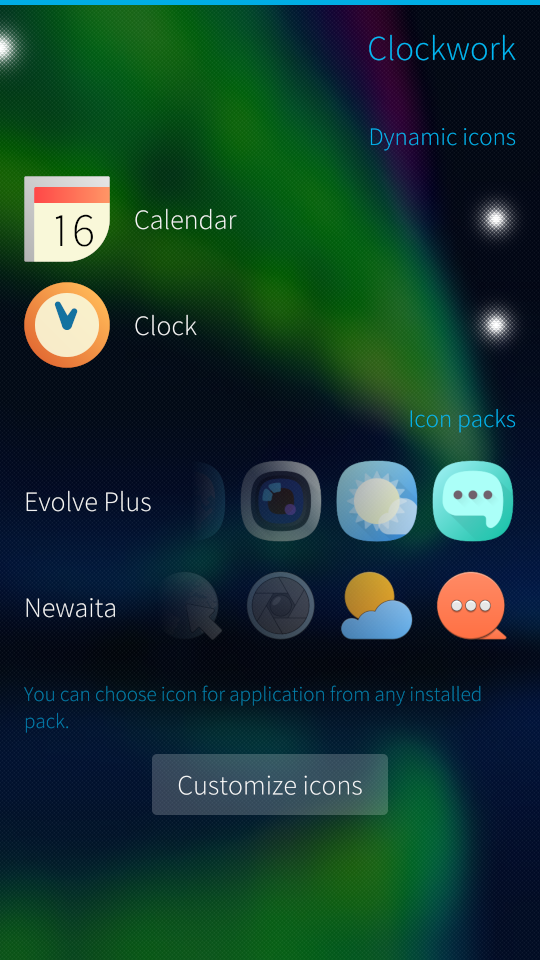 Clockwork
Dynamic icons
16
Calendar
Clock
Icon packs
Evolve Plus
Newaita
You can choose icon for application from any installed
pack.
Customize icons